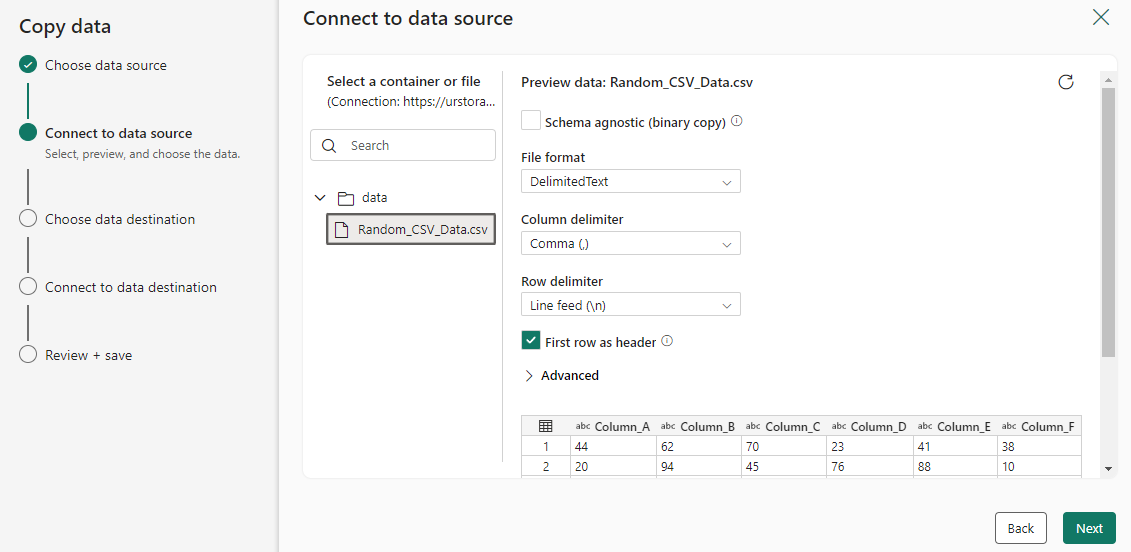 Copy data
Choose data source
Connect to data source
Select, preview, and choose the data.
Choose data destination
Connect to data destination
Review + save
Connect to data source
Select a container or file
(Connection: https://urstora...
Search
data
Random_CSV_Data.csv
Preview data: Random_CSV_Data.csv
Schema agnostic (binary copy)
File format
DelimitedText
Column delimiter
Comma (,)
Row delimiter
Line feed (\n)
First row as header
Advanced
abc Column_A abc Column_B abc Column_C abc Column_D abc Column_E abc Column_F
1 44 62 70 23 41 38
2 20 94 45 76 88 10
Back Next